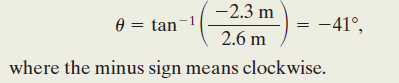 θ = tan⁻¹(−2.3 m / 2.6 m) = −41°,
where the minus sign means clockwise.